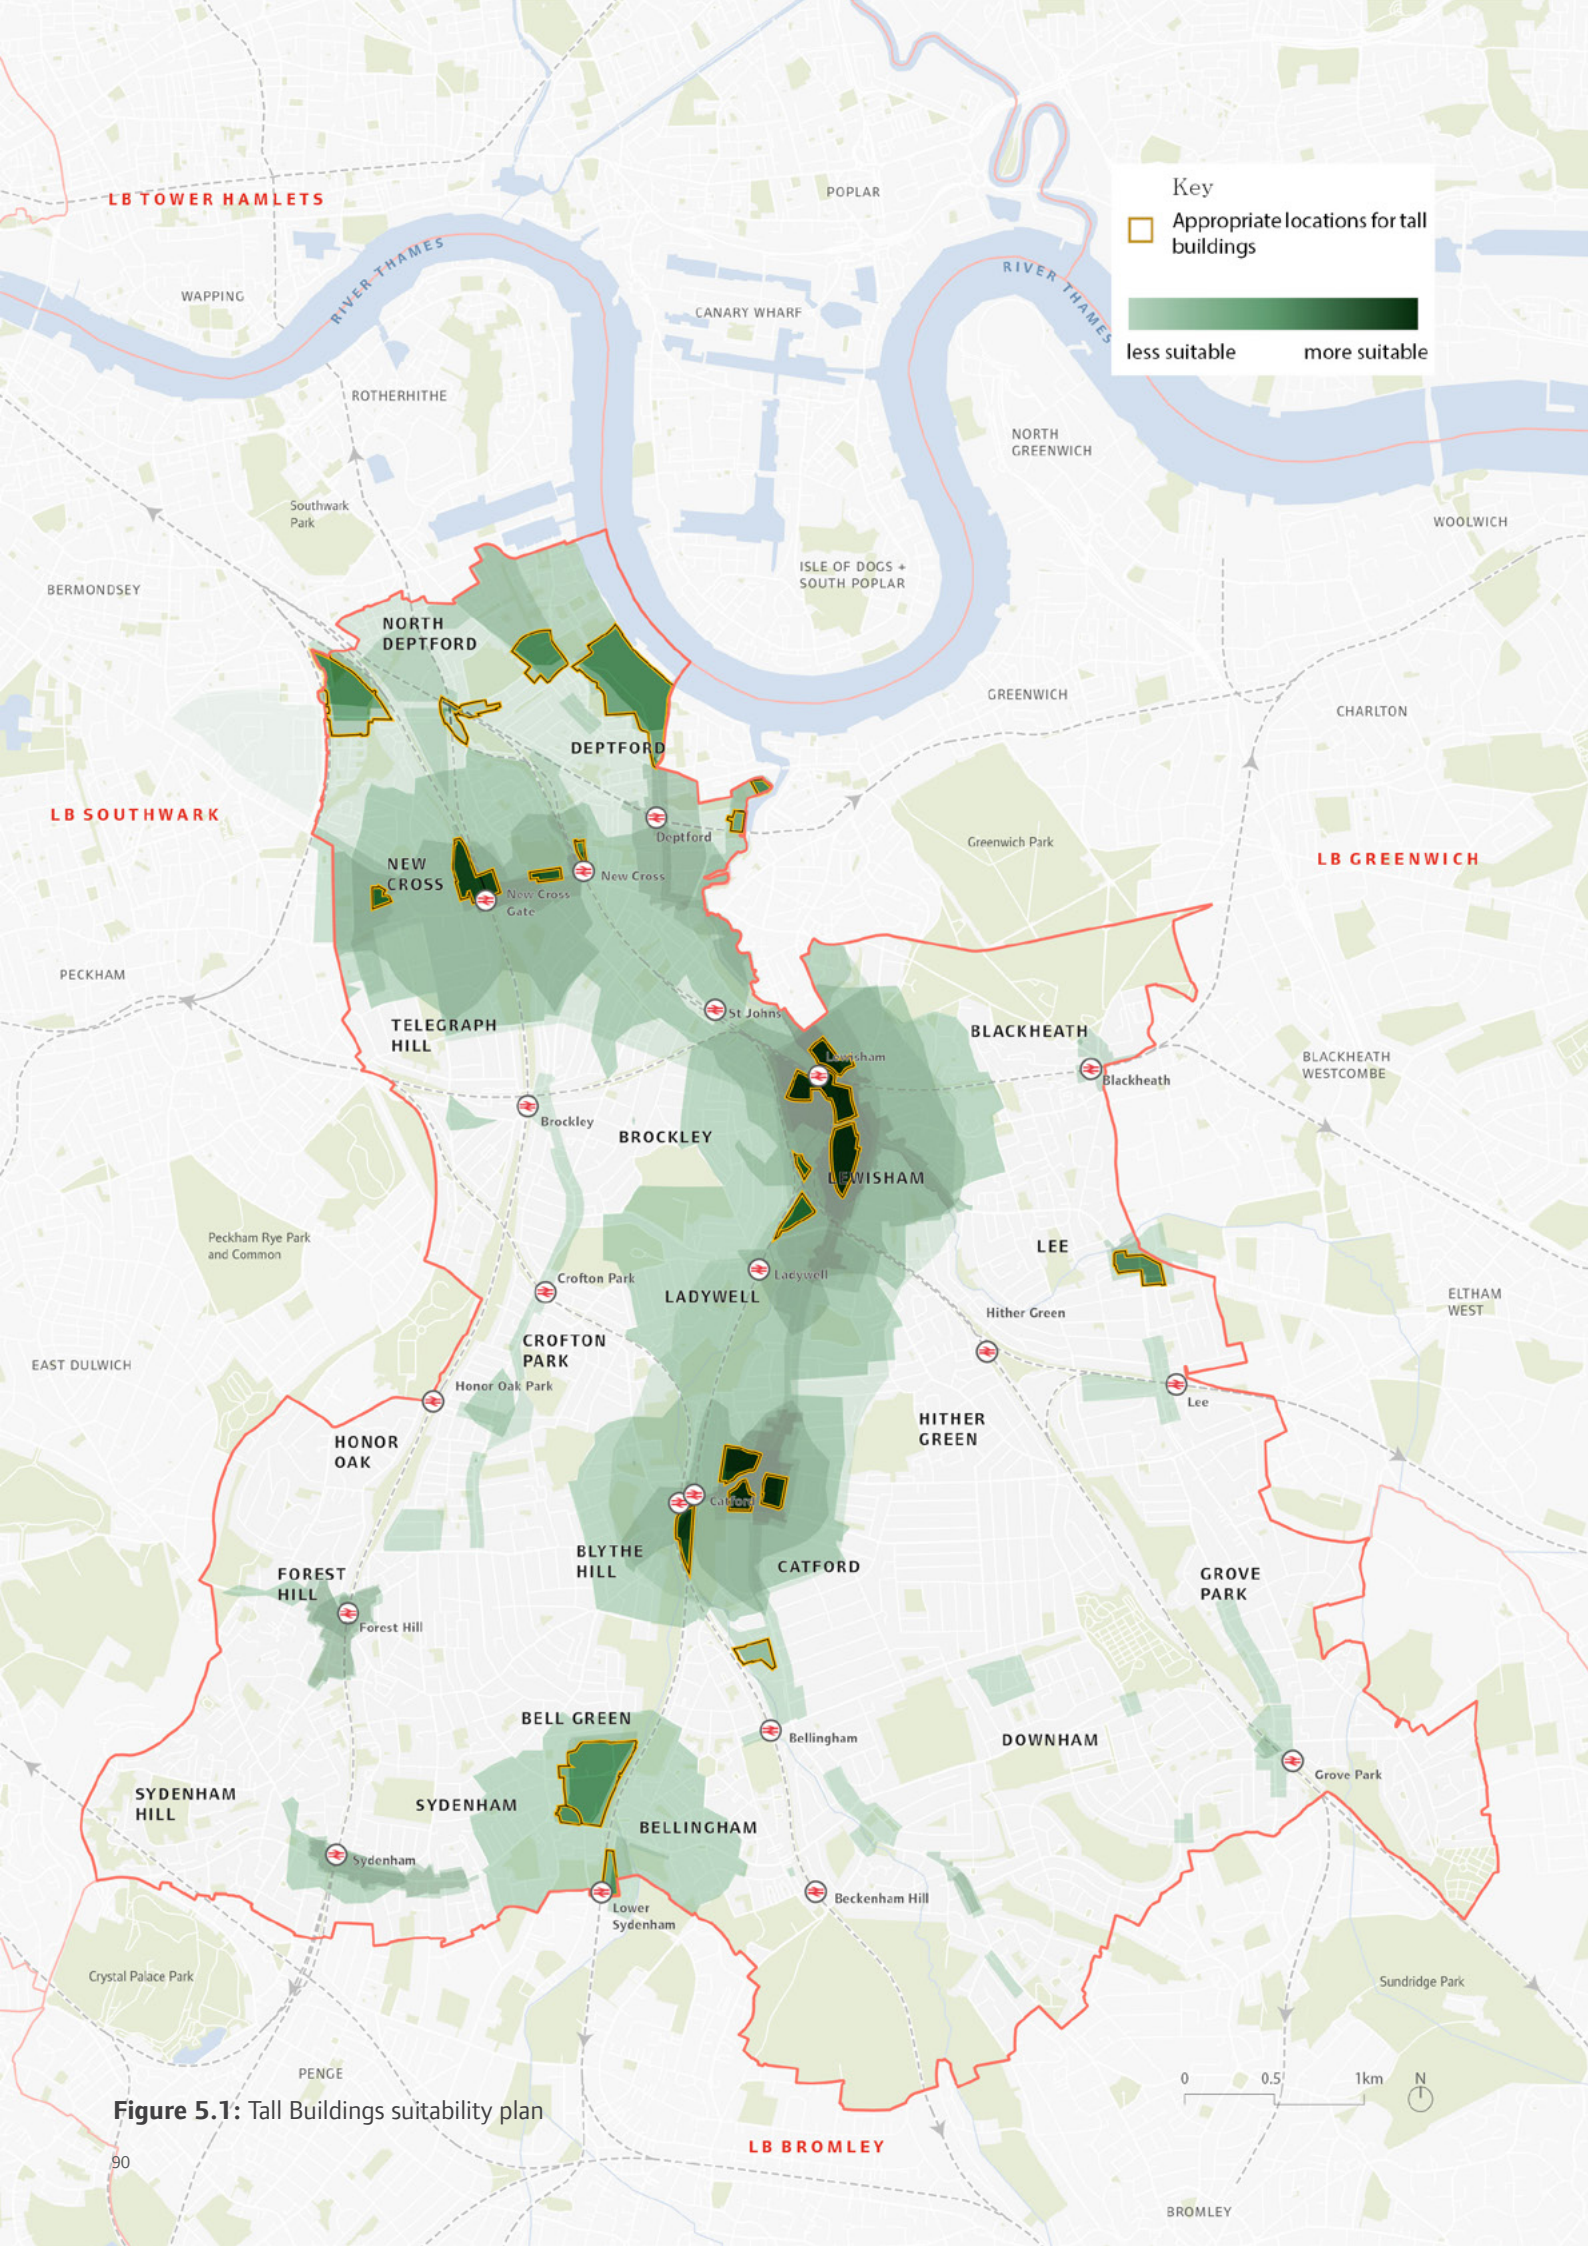 LB TOWER HAMLETS
POPLAR
Key
Appropriate locations for tall
buildings
less suitable
more suitable
RIVER THAMES
RIVER THAMES
WAPPING
CANARY WHARF
ROTHERHITHE
NORTH
GREENWICH
Southwark
Park
WOOLWICH
ISLE OF DOGS +
SOUTH POPLAR
BERMONDSEY
NORTH
DEPTFORD
GREENWICH
CHARLTON
DEPTFORD
LB SOUTHWARK
Deptford
Greenwich Park
LB GREENWICH
NEW
CROSS
New Cross
New Cross
Gate
PECKHAM
St Johns
TELEGRAPH
HILL
BLACKHEATH
Lewisham
BLACKHEATH
WESTCOMBE
Blackheath
Brockley
BROCKLEY
LEWISHAM
Peckham Rye Park
and Common
LEE
Ladywell
Crofton Park
LADYWELL
ELTHAM
WEST
Hither Green
CROFTON
PARK
EAST DULWICH
Honor Oak Park
Lee
HITHER
GREEN
HONOR
OAK
Catford
BLYTHE
HILL
CATFORD
FOREST
HILL
GROVE
PARK
Forest Hill
BELL GREEN
Bellingham
DOWNHAM
Grove Park
SYDENHAM
HILL
SYDENHAM
BELLINGHAM
Sydenham
Beckenham Hill
Lower
Sydenham
Crystal Palace Park
Sundridge Park
PENGE
0
0.5
1km
N
Figure 5.1: Tall Buildings suitability plan
LB BROMLEY
90
BROMLEY